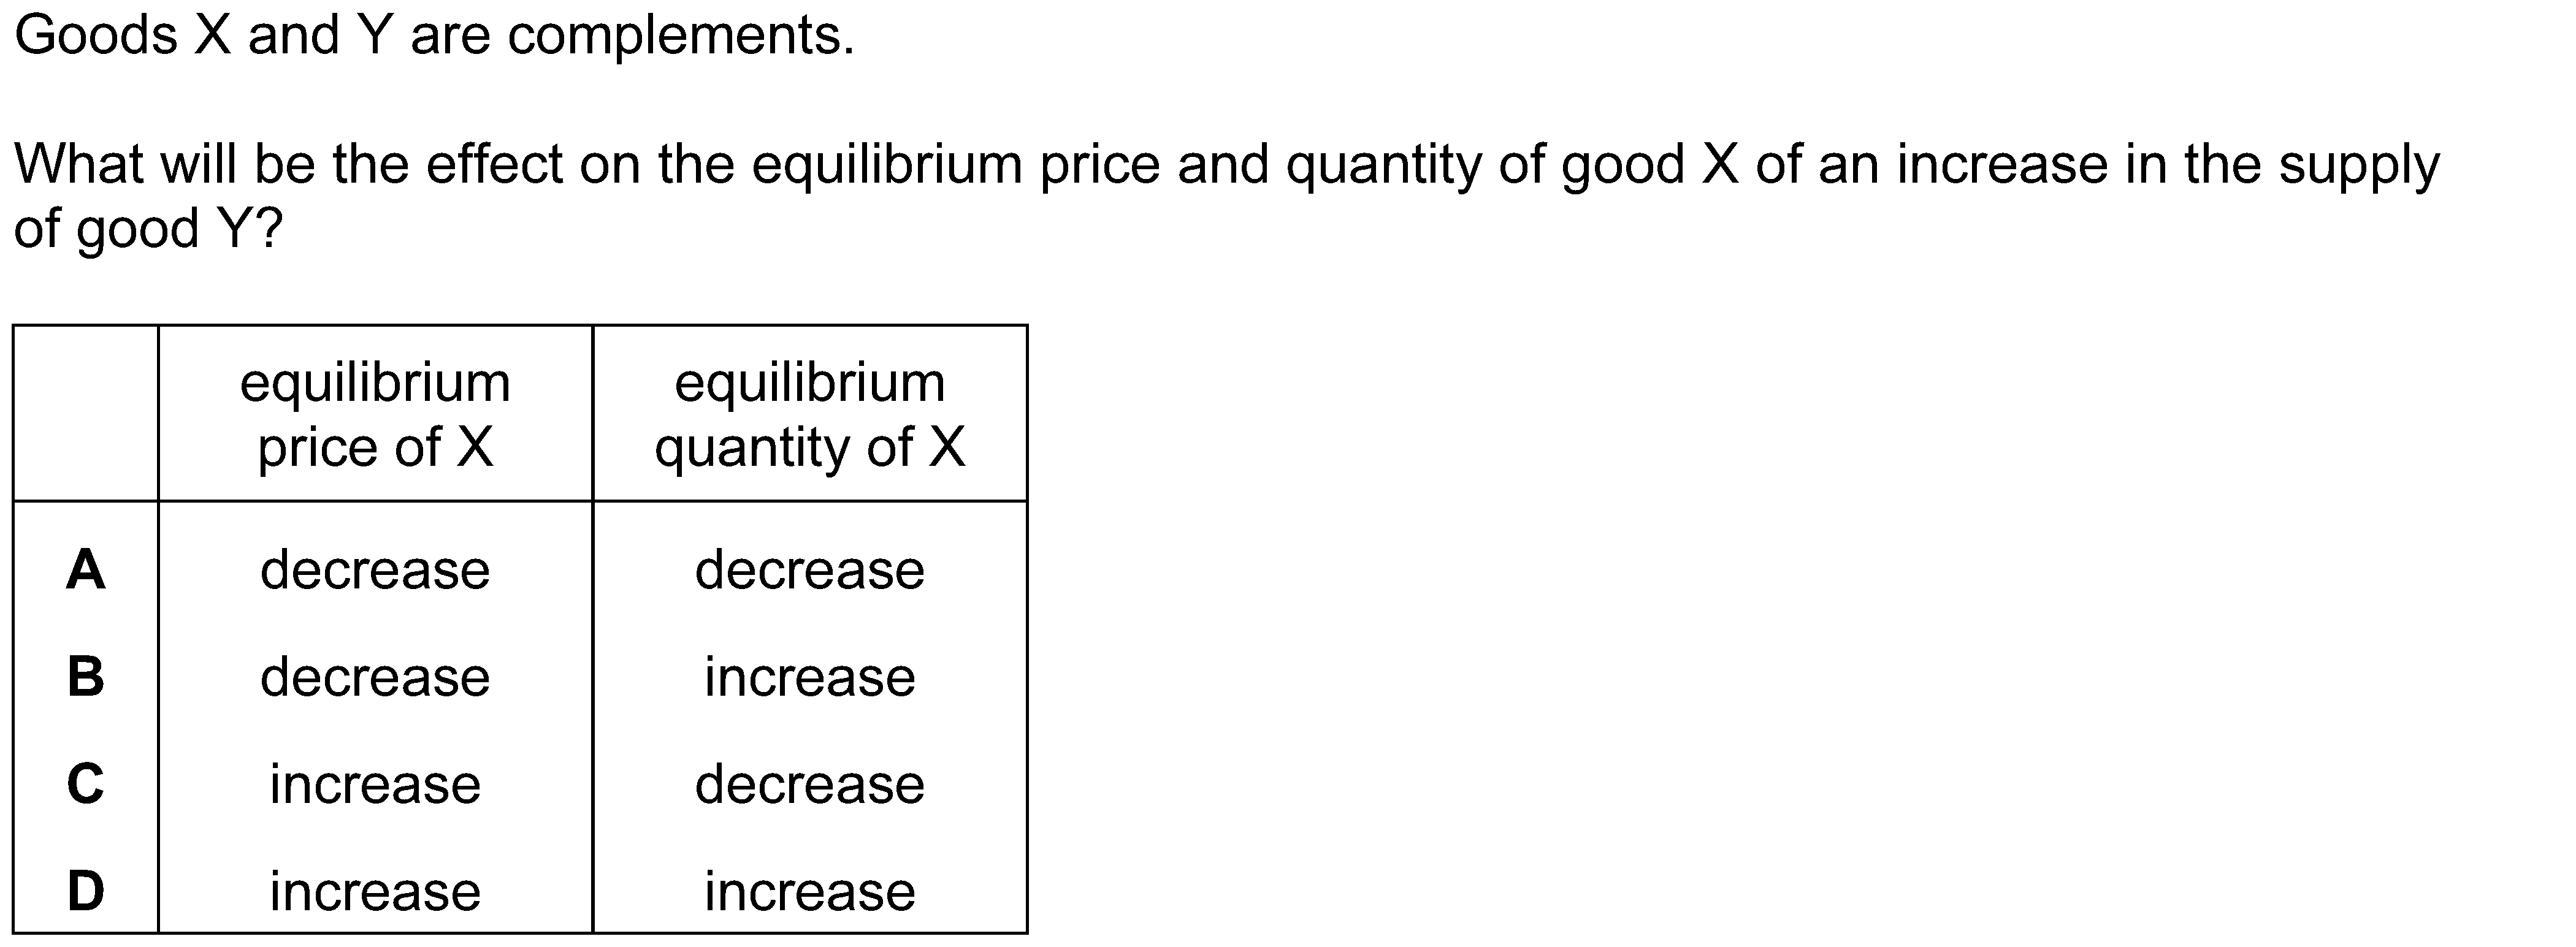 Goods X and Y are complements.
What will be the effect on the equilibrium price and quantity of good X of an increase in the supply
of good Y?
equilibrium price of X equilibrium quantity of X
A decrease decrease
B decrease increase
C increase decrease
D increase increase